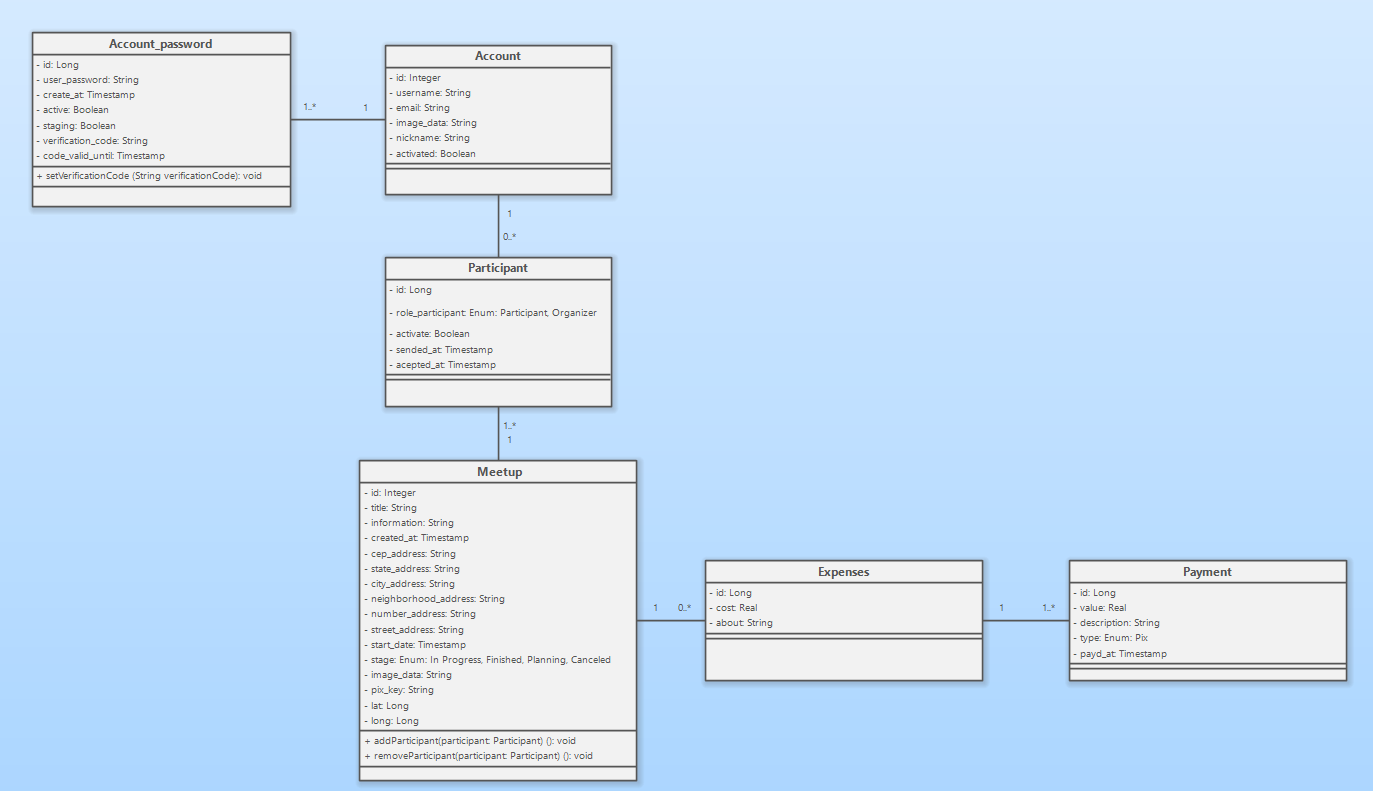 Account_password
- id: Long
- user_password: String
- create_at: Timestamp
- active: Boolean
- staging: Boolean
- verification_code: String
- code_valid_until: Timestamp
+ setVerificationCode (String verificationCode): void
1..*
1
Account
- id: Integer
- username: String
- email: String
- image_data: String
- nickname: String
- activated: Boolean
1
0..*
Participant
- id: Long
- role_participant: Enum: Participant, Organizer
- activate: Boolean
- sended_at: Timestamp
- acepted_at: Timestamp
1..*
1
Meetup
- id: Integer
- title: String
- information: String
- created_at: Timestamp
- cep_address: String
- state_address: String
- city_address: String
- neighborhood_address: String
- number_address: String
- street_address: String
- start_date: Timestamp
- stage: Enum: In Progress, Finished, Planning, Canceled
- image_data: String
- pix_key: String
- lat: Long
- long: Long
+ addParticipant(participant: Participant) (): void
+ removeParticipant(participant: Participant) (): void
1
0..*
Expenses
- id: Long
- cost: Real
- about: String
1
1..*
Payment
- id: Long
- value: Real
- description: String
- type: Enum: Pix
- payd_at: Timestamp